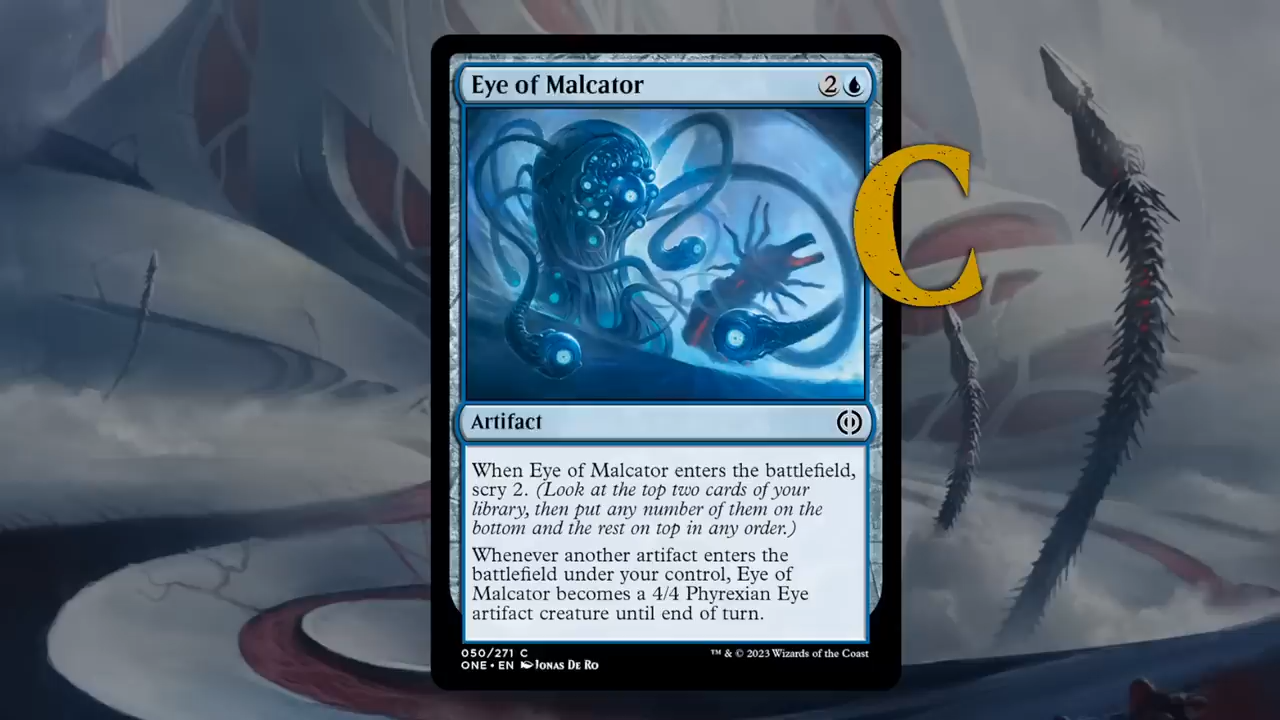 Eye of Malcator 2
C
Artifact
When Eye of Malcator enters the battlefield,
scry 2. (Look at the top two cards of your
library, then put any number of them on the
bottom and the rest on top in any order.)
Whenever another artifact enters the
battlefield under your control, Eye of
Malcator becomes a 4/4 Phyrexian Eye
artifact creature until end of turn.
050/271 C
ONE • EN Jonas De Ro
™ & © 2023 Wizards of the Coast